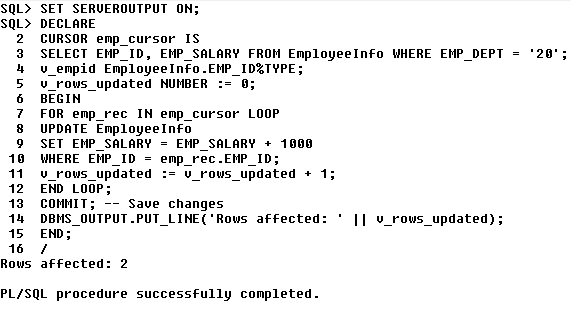 SQL> SET SERVEROUTPUT ON;
SQL> DECLARE
2 CURSOR emp_cursor IS
3 SELECT EMP_ID, EMP_SALARY FROM EmployeeInfo WHERE EMP_DEPT = '20';
4 v_empid EmployeeInfo.EMP_ID%TYPE;
5 v_rows_updated NUMBER := 0;
6 BEGIN
7 FOR emp_rec IN emp_cursor LOOP
8 UPDATE EmployeeInfo
9 SET EMP_SALARY = EMP_SALARY + 1000
10 WHERE EMP_ID = emp_rec.EMP_ID;
11 v_rows_updated := v_rows_updated + 1;
12 END LOOP;
13 COMMIT; -- Save changes
14 DBMS_OUTPUT.PUT_LINE('Rows affected: ' || v_rows_updated);
15 END;
16 /
Rows affected: 2
PL/SQL procedure successfully completed.